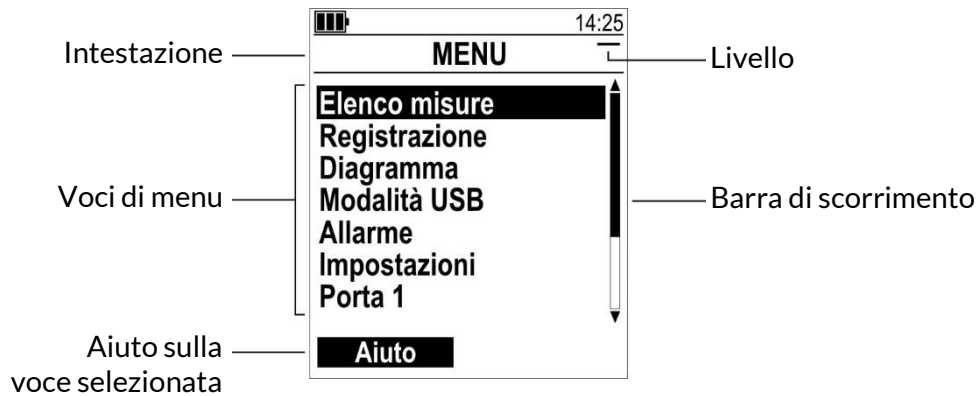 14:25
Intestazione
MENU
Livello
Elenco misure
Registrazione
Diagramma
Voci di menu
Modalità USB
Barra di scorrimento
Allarme
Impostazioni
Porta 1
Aiuto sulla
voce selezionata
Aiuto